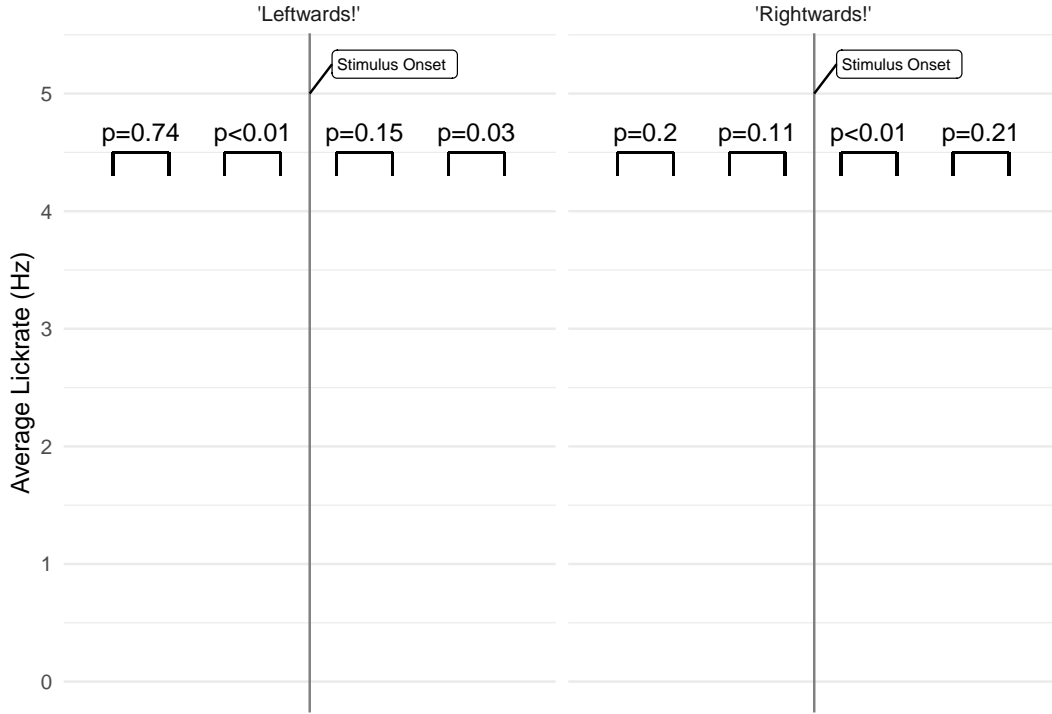 'Leftwards!'
'Rightwards!'
Stimulus Onset
Stimulus Onset
5
p=0.74
p<0.01
p=0.15
p=0.03
p=0.2
p=0.11
p<0.01
p=0.21
4
3
2
1
0
Average Lickrate (Hz)